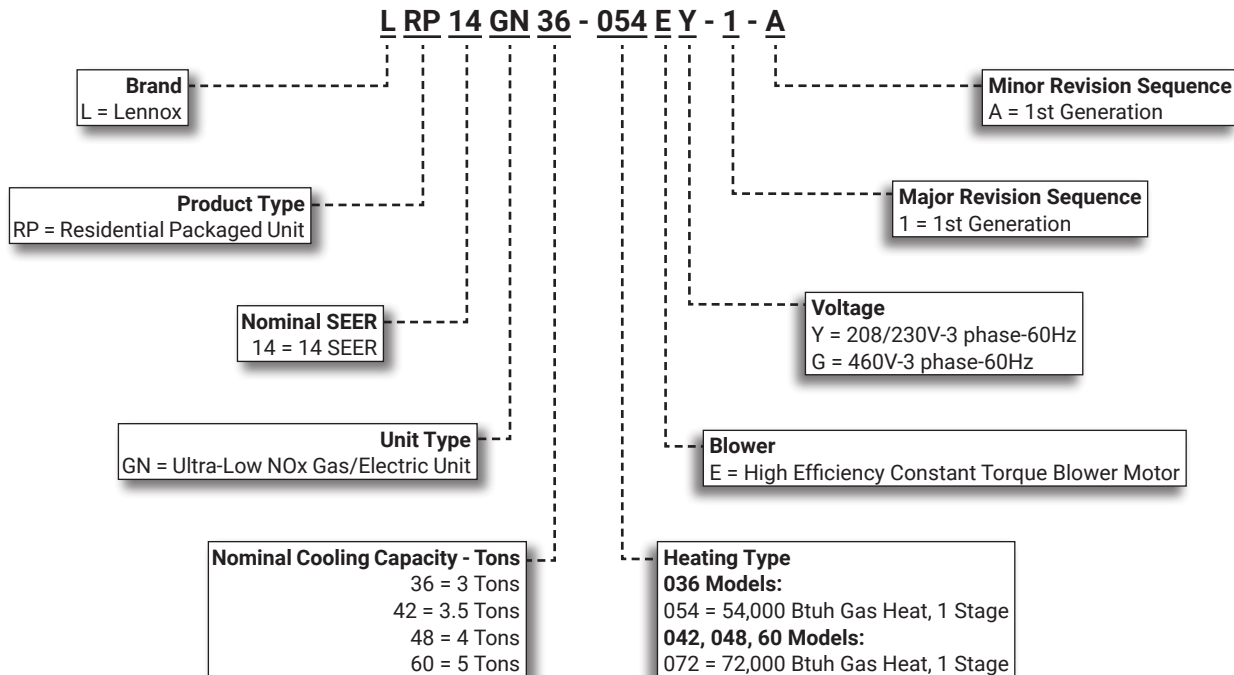 L RP 14 GN 36 - 054 E Y - 1 - A
Brand
L = Lennox
Minor Revision Sequence
A = 1st Generation
Product Type
RP = Residential Packaged Unit
Major Revision Sequence
1 = 1st Generation
Nominal SEER
14 = 14 SEER
Voltage
Y = 208/230V-3 phase-60Hz
G = 460V-3 phase-60Hz
Unit Type
GN = Ultra-Low NOx Gas/Electric Unit
Blower
E = High Efficiency Constant Torque Blower Motor
Nominal Cooling Capacity - Tons
36 = 3 Tons
42 = 3.5 Tons
48 = 4 Tons
60 = 5 Tons
Heating Type
036 Models:
054 = 54,000 Btuh Gas Heat, 1 Stage
042, 048, 60 Models:
072 = 72,000 Btuh Gas Heat, 1 Stage